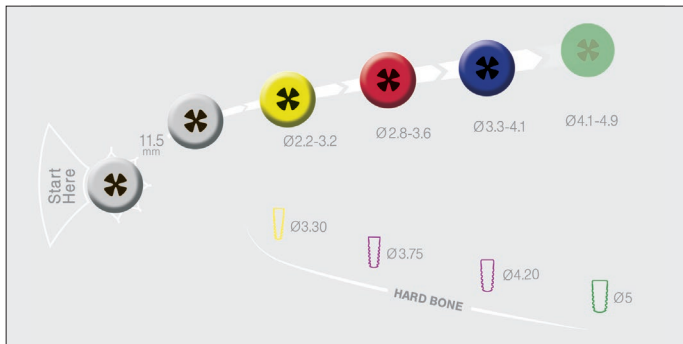 Start
Here
11.5
mm
Ø2.2-3.2
Ø2.8-3.6
Ø3.3-4.1
Ø4.1-4.9
Ø3.30
Ø3.75
Ø4.20
Ø5
HARD BONE